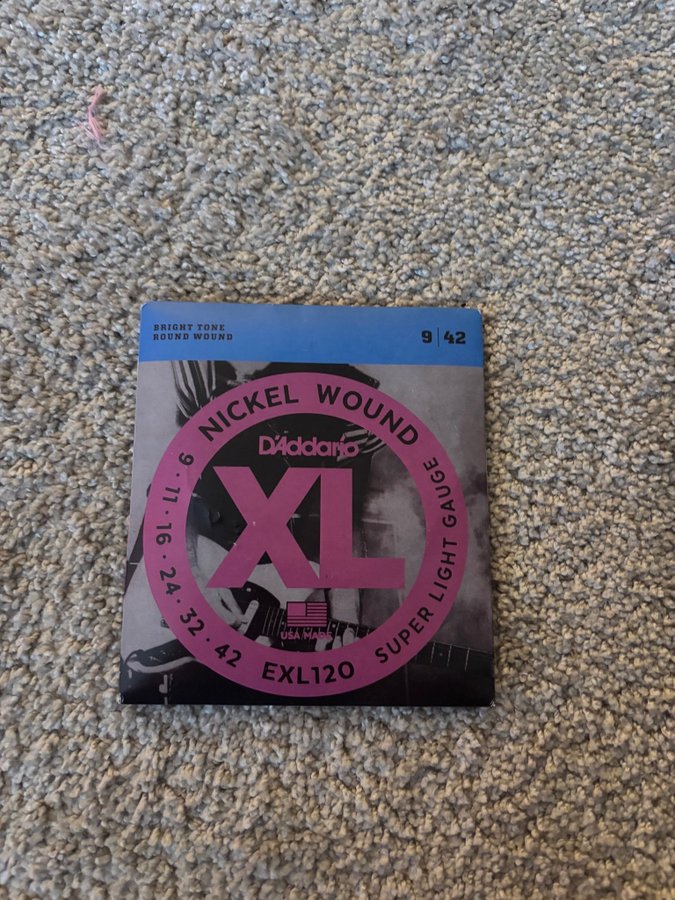 BRIGHT TONE
ROUND WOUND
9|42
NICKEL WOUND
D'Addario
XL
USA MADE
9 · 11 · 16 · 24 · 32 · 42
EXL120
SUPER LIGHT GAUGE